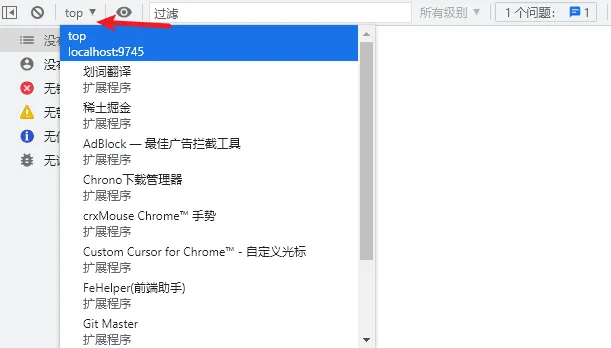 top ▼
过滤
所有级别 ▼
1 个问题: 1
top
localhost:9745
没有
划词翻译
扩展程序
没有
稀土掘金
扩展程序
无
AdBlock — 最佳广告拦截工具
扩展程序
无
Chrono下载管理器
扩展程序
无
crxMouse Chrome™ 手势
扩展程序
无
Custom Cursor for Chrome™ - 自定义光标
扩展程序
FeHelper(前端助手)
扩展程序
Git Master
扩展程序